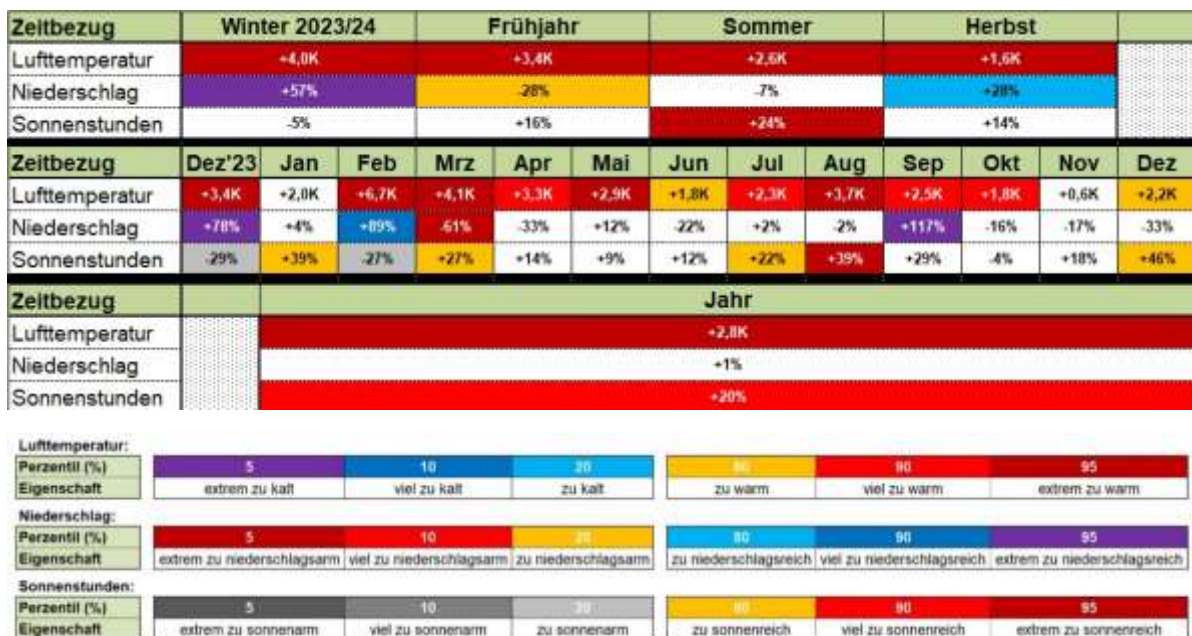 Zeitbezug Winter 2023/24 Frühjahr Sommer Herbst
Lufttemperatur +4,0K +3,4K +2,6K +1,6K
Niederschlag +57% -28% -7% +28%
Sonnenstunden -5% +16% +24% +14%
Zeitbezug Dez'23 Jan Feb Mrz Apr Mai Jun Jul Aug Sep Okt Nov Dez
Lufttemperatur +3,4K +2,0K +6,7K +4,1K +3,3K +2,9K +1,8K +2,3K +3,7K +2,5K +1,8K +0,6K +2,2K
Niederschlag +78% +4% +89% -61% -33% +12% -22% +2% -2% +117% -16% -17% -33%
Sonnenstunden -29% +39% -27% +27% +14% +9% +12% +22% +39% +29% -4% +18% +46%
Zeitbezug Jahr
Lufttemperatur +2,8K
Niederschlag +1%
Sonnenstunden +20%
Lufttemperatur:
Perzentil (%) 5 10 20 80 90 95
Eigenschaft extrem zu kalt viel zu kalt zu kalt zu warm viel zu warm extrem zu warm
Niederschlag:
Perzentil (%) 5 10 20 80 90 95
Eigenschaft extrem zu niederschlagsarm viel zu niederschlagsarm zu niederschlagsarm zu niederschlagsreich viel zu niederschlagsreich extrem zu niederschlagsreich
Sonnenstunden:
Perzentil (%) 5 10 20 80 90 95
Eigenschaft extrem zu sonnenarm viel zu sonnenarm zu sonnenarm zu sonnenreich viel zu sonnenreich extrem zu sonnenreich